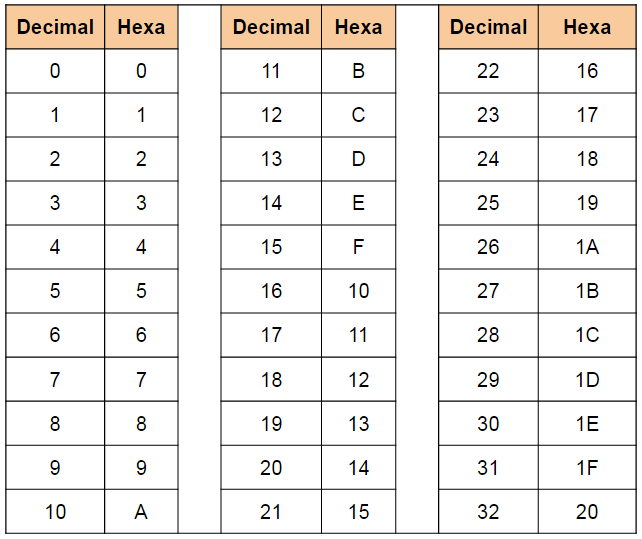 Decimal Hexa Decimal Hexa Decimal Hexa
0 0 11 B 22 16
1 1 12 C 23 17
2 2 13 D 24 18
3 3 14 E 25 19
4 4 15 F 26 1A
5 5 16 10 27 1B
6 6 17 11 28 1C
7 7 18 12 29 1D
8 8 19 13 30 1E
9 9 20 14 31 1F
10 A 21 15 32 20